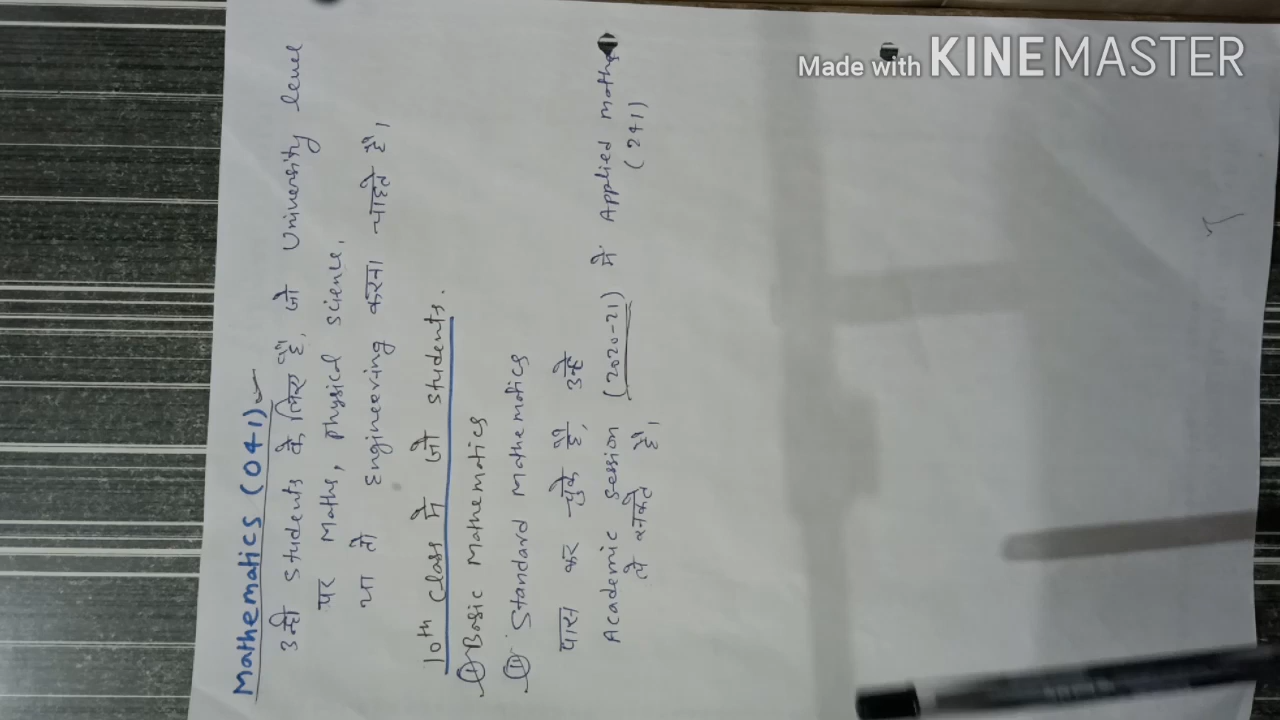 Mathematics (041)
उन्ही students के लिए है, जो University level
पर Maths, physical science,
या तो Engineering करना चाहते हैं।
10th class मे जो students.
(I) Basic Mathematics
(II) Standard Mathematics
पास कर चुके हैं, उन्हे
Academic session (2020-21) मे Applied maths
(241)
ले सकते हैं।
Made with KINEMASTER